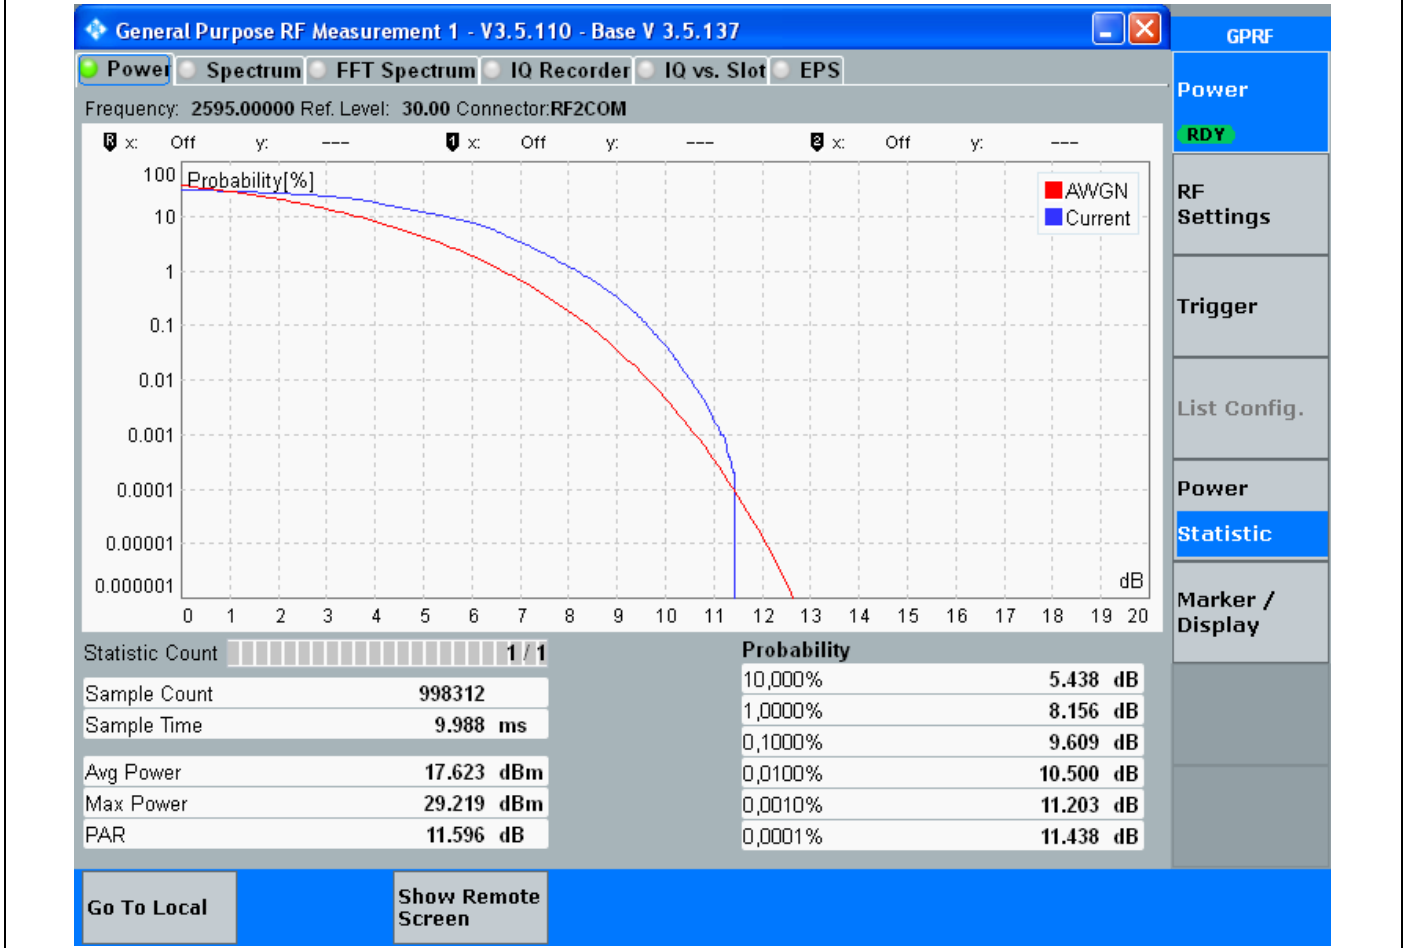 General Purpose RF Measurement 1 - V3.5.110 - Base V 3.5.137
GPRF
Power Spectrum FFT Spectrum IQ Recorder IQ vs. Slot EPS
Frequency: 2595.00000 Ref. Level: 30.00 Connector:RF2COM
R x: Off y: --- 1 x: Off y: --- 2 x: Off y: ---
Probability[%]
100
10
1
0.1
0.01
0.001
0.0001
0.00001
0.000001
AWGN
Current
dB
0 1 2 3 4 5 6 7 8 9 10 11 12 13 14 15 16 17 18 19 20
Statistic Count 1 / 1
Sample Count 998312
Sample Time 9.988 ms
Avg Power 17.623 dBm
Max Power 29.219 dBm
PAR 11.596 dB
Probability
10,000% 5.438 dB
1,0000% 8.156 dB
0,1000% 9.609 dB
0,0100% 10.500 dB
0,0010% 11.203 dB
0,0001% 11.438 dB
Power
RDY
RF
Settings
Trigger
List Config.
Power
Statistic
Marker /
Display
Go To Local
Show Remote
Screen